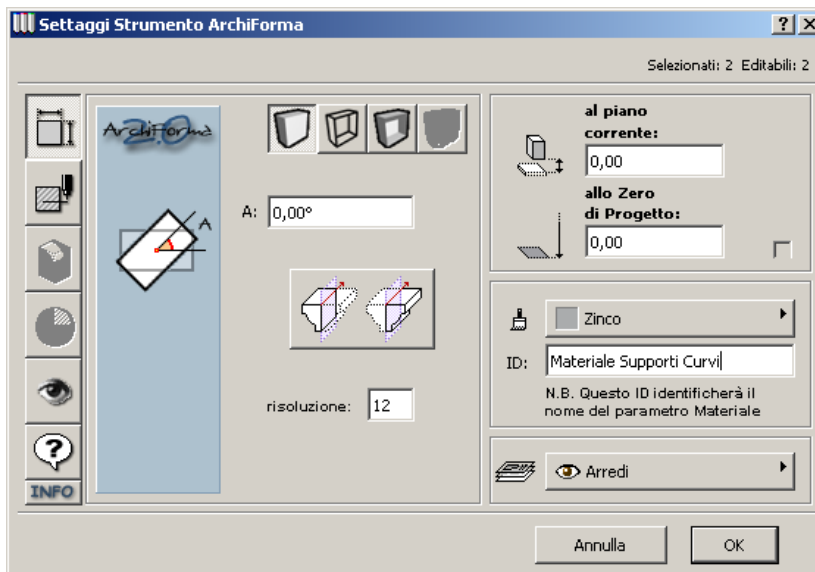 Settaggi Strumento ArchiForma
Selezionati: 2 Editabili: 2
ArchiForma
2.0
A
A: 0,00°
risoluzione: 12
INFO
al piano
corrente:
0,00
allo Zero
di Progetto:
0,00
Zinco
ID: Materiale Supporti Curvi
N.B. Questo ID identificherà il
nome del parametro Materiale
Arredi
Annulla
OK